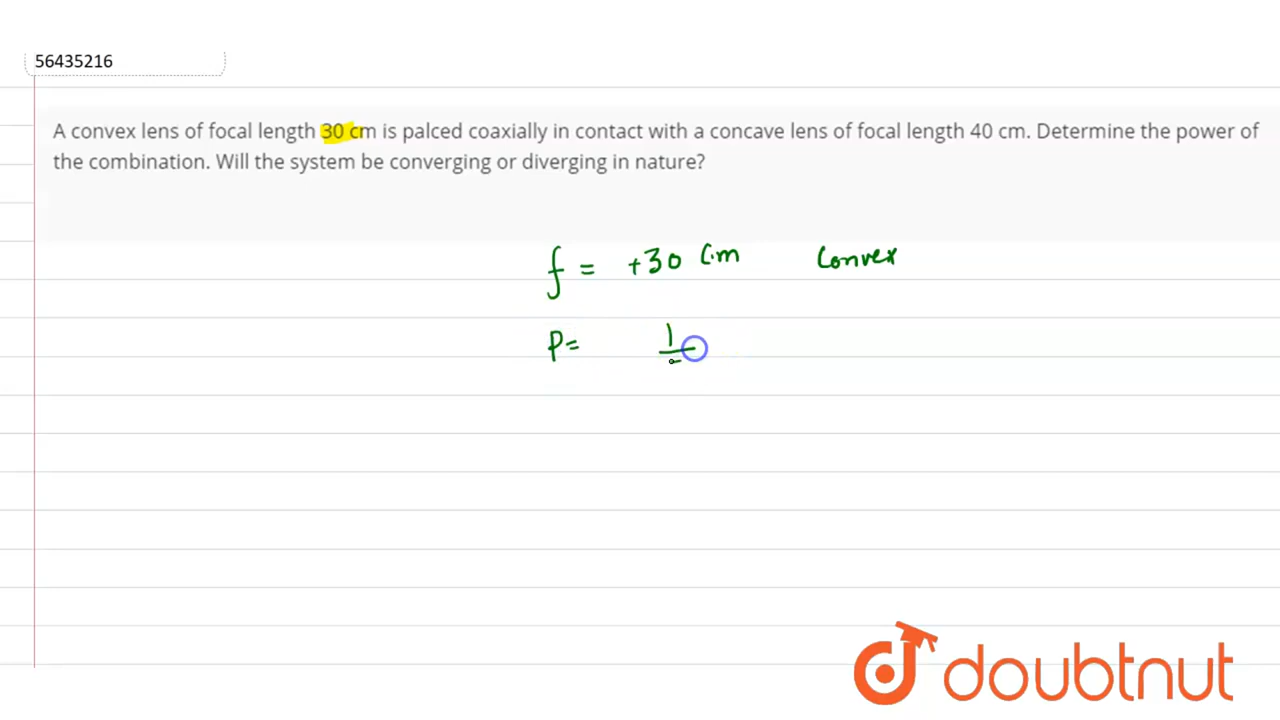 56435216
A convex lens of focal length 30 cm is palced coaxially in contact with a concave lens of focal length 40 cm. Determine the power of
the combination. Will the system be converging or diverging in nature?
f = +30 cm convex
P= 1
doubtnut